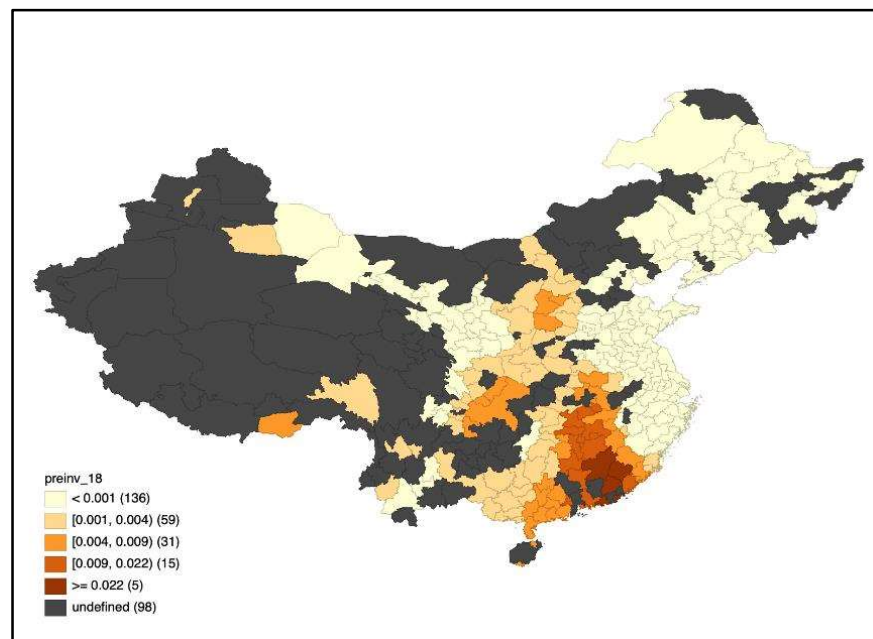 preinv_18
< 0.001 (136)
[0.001, 0.004) (59)
[0.004, 0.009) (31)
[0.009, 0.022) (15)
>= 0.022 (5)
undefined (98)